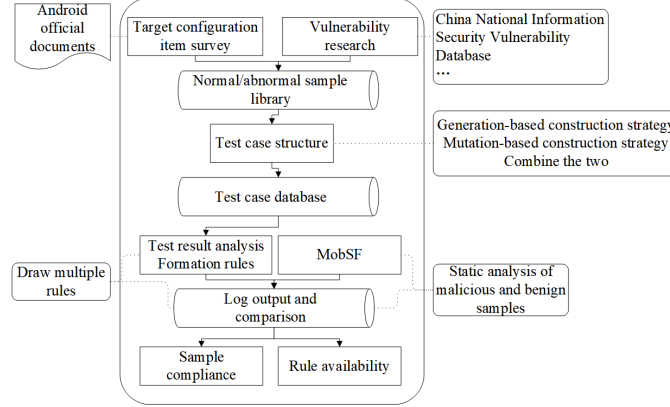 Android
official
documents
Target configuration
item survey
Vulnerability
research
China National Information
Security Vulnerability
Database
...
Normal/abnormal sample
library
Test case structure
Generation-based construction strategy
Mutation-based construction strategy
Combine the two
Test case database
Test result analysis
Formation rules
MobSF
Draw multiple
rules
Log output and
comparison
Static analysis of
malicious and benign
samples
Sample
compliance
Rule availability